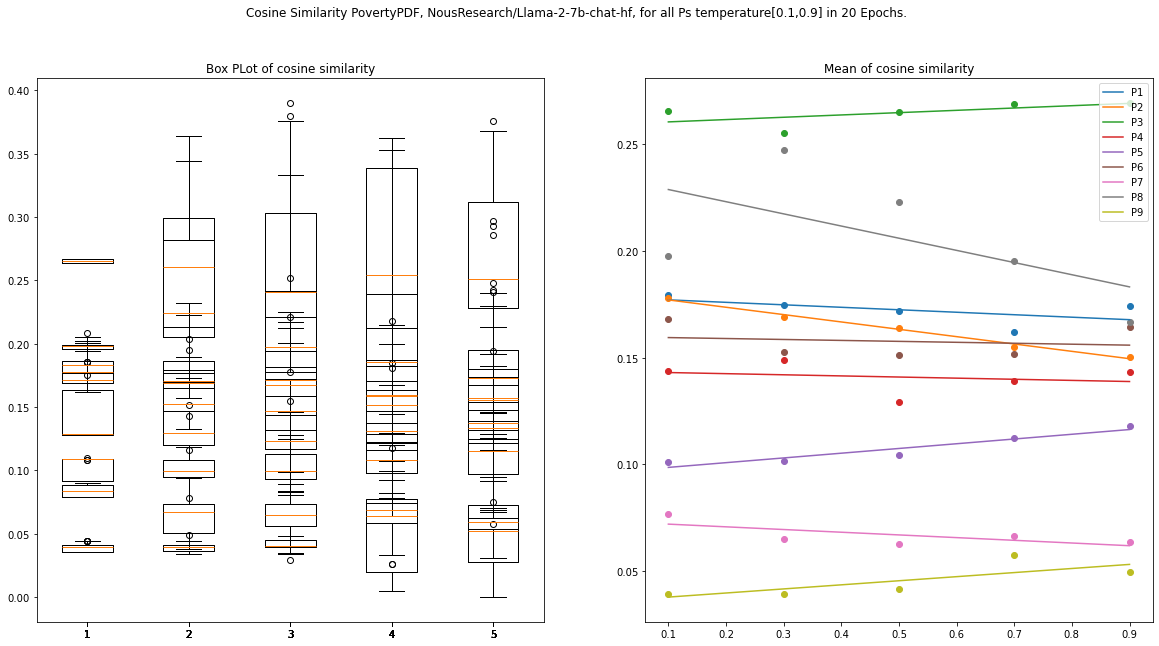 Cosine Similarity PovertyPDF, NousResearch/Llama-2-7b-chat-hf, for all Ps temperature[0.1,0.9] in 20 Epochs.
Box PLot of cosine similarity
0.40
0.35
0.30
0.25
0.20
0.15
0.10
0.05
0.00
1 2 3 4 5
Mean of cosine similarity
P1
P2
P3
P4
P5
P6
P7
P8
P9
0.25
0.20
0.15
0.10
0.05
0.1 0.2 0.3 0.4 0.5 0.6 0.7 0.8 0.9